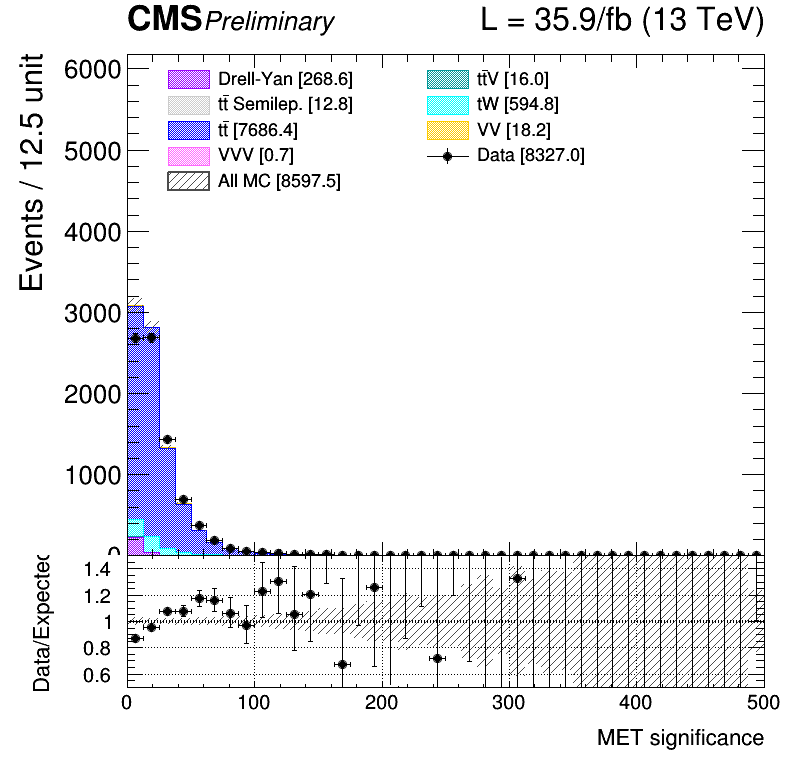 CMS Preliminary L = 35.9/fb (13 TeV)
Events / 12.5 unit
6000
5000
4000
3000
2000
1000
0
Drell-Yan [268.6]
tt̄ Semilep. [12.8]
tt̄ [7686.4]
VVV [0.7]
All MC [8597.5]
tt̄V [16.0]
tW [594.8]
VV [18.2]
Data [8327.0]
Data/Expected
1.4
1.2
1
0.8
0.6
0 100 200 300 400 500
MET significance